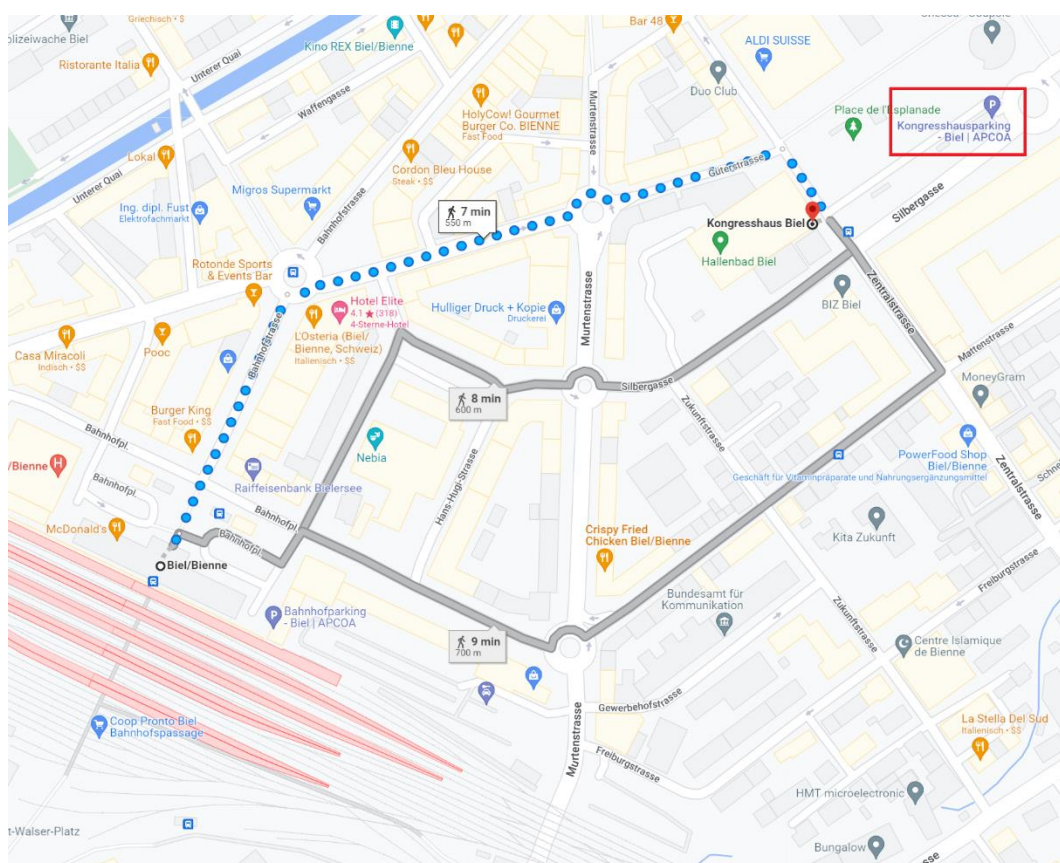 Griechisch • $$
Bar 48
olizeiwache Biel
Kino REX Biel/Bienne
Unterer Quai
ALDI SUISSE
Ristorante Italia
Duo Club
Waffengasse
Murtenstrasse
HolyCow! Gourmet
Burger Co. BIENNE
Fast Food
Place de l'Esplanade
Kongresshausparking
- Biel | APCOA
Lokal
Cordon Bleu House
Steak • $$
Unterer Quai
Migros Supermarkt
Bahnhofstrasse
Güterstrasse
Silbergasse
Ing. dipl. Fust
Elektrofachmarkt
7 min
550 m
Kongresshaus Biel
Hallenbad Biel
Rotonde Sports
& Events Bar
Zentralstrasse
BIZ Biel
Hotel Elite
4.1 ★ (318)
4-Sterne-Hotel
Hulliger Druck + Kopie
Druckerei
Murtenstrasse
L'Osteria (Biel/
Bienne, Schweiz)
Italienisch • $$
Bahnhofstrasse
Casa Miracoli
Indisch • $$
Pooc
Mattenstrasse
MoneyGram
Silbergasse
8 min
600 m
Zukunftstrasse
Burger King
Fast Food • $$
Bahnhofpl.
Nebia
PowerFood Shop
Biel/Bienne
Geschäft für Vitaminpräparate und Nahrungsergänzungsmittel
Zentralstrasse
/Bienne
Bahnhofpl.
Raiffeisenbank Bielersee
Bahnhofpl.
Hans-Hugi-Strasse
McDonald's
Bahnhofpl.
Crispy Fried
Chicken Biel/Bienne
Kita Zukunft
Biel/Bienne
Freiburgstrasse
Bundesamt für
Kommunikation
Bahnhofparking
- Biel | APCOA
Zukunftstrasse
9 min
700 m
Centre Islamique
de Bienne
Gewerbehofstrasse
Coop Pronto Biel
Bahnhofspassage
La Stella Del Sud
Italienisch • $$
Murtenstrasse
Freiburgstrasse
HMT microelectronic
t-Walser-Platz
Bungalow